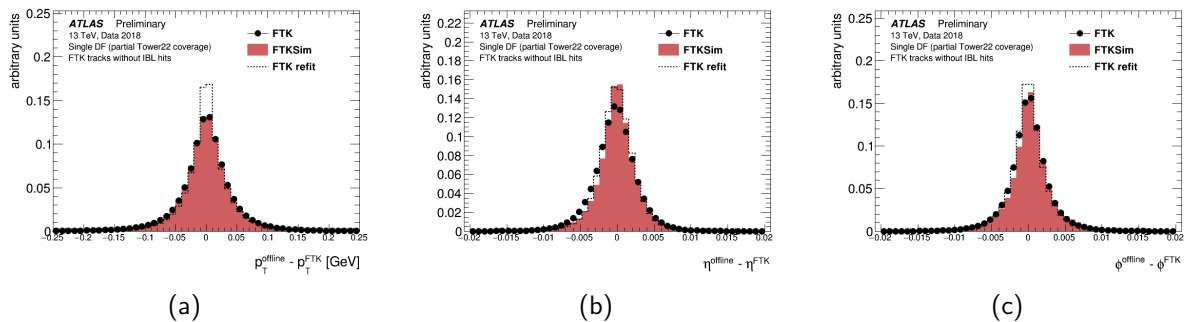 arbitrary units
0.25
0.2
0.15
0.1
0.05
0
ATLAS Preliminary
13 TeV, Data 2018
Single DF (partial Tower22 coverage)
FTK tracks without IBL hits
FTK
FTKSim
FTK refit
−0.25 −0.2 −0.15 −0.1 −0.05 0 0.05 0.1 0.15 0.2 0.25
p_T^offline - p_T^FTK [GeV]
(a)
arbitrary units
0.22
0.2
0.18
0.16
0.14
0.12
0.1
0.08
0.06
0.04
0.02
0
ATLAS Preliminary
13 TeV, Data 2018
Single DF (partial Tower22 coverage)
FTK tracks without IBL hits
FTK
FTKSim
FTK refit
−0.02 −0.015 −0.01 −0.005 0 0.005 0.01 0.015 0.02
η^offline - η^FTK
(b)
arbitrary units
0.25
0.2
0.15
0.1
0.05
0
ATLAS Preliminary
13 TeV, Data 2018
Single DF (partial Tower22 coverage)
FTK tracks without IBL hits
FTK
FTKSim
FTK refit
−0.02 −0.015 −0.01 −0.005 0 0.005 0.01 0.015 0.02
ϕ^offline - ϕ^FTK
(c)